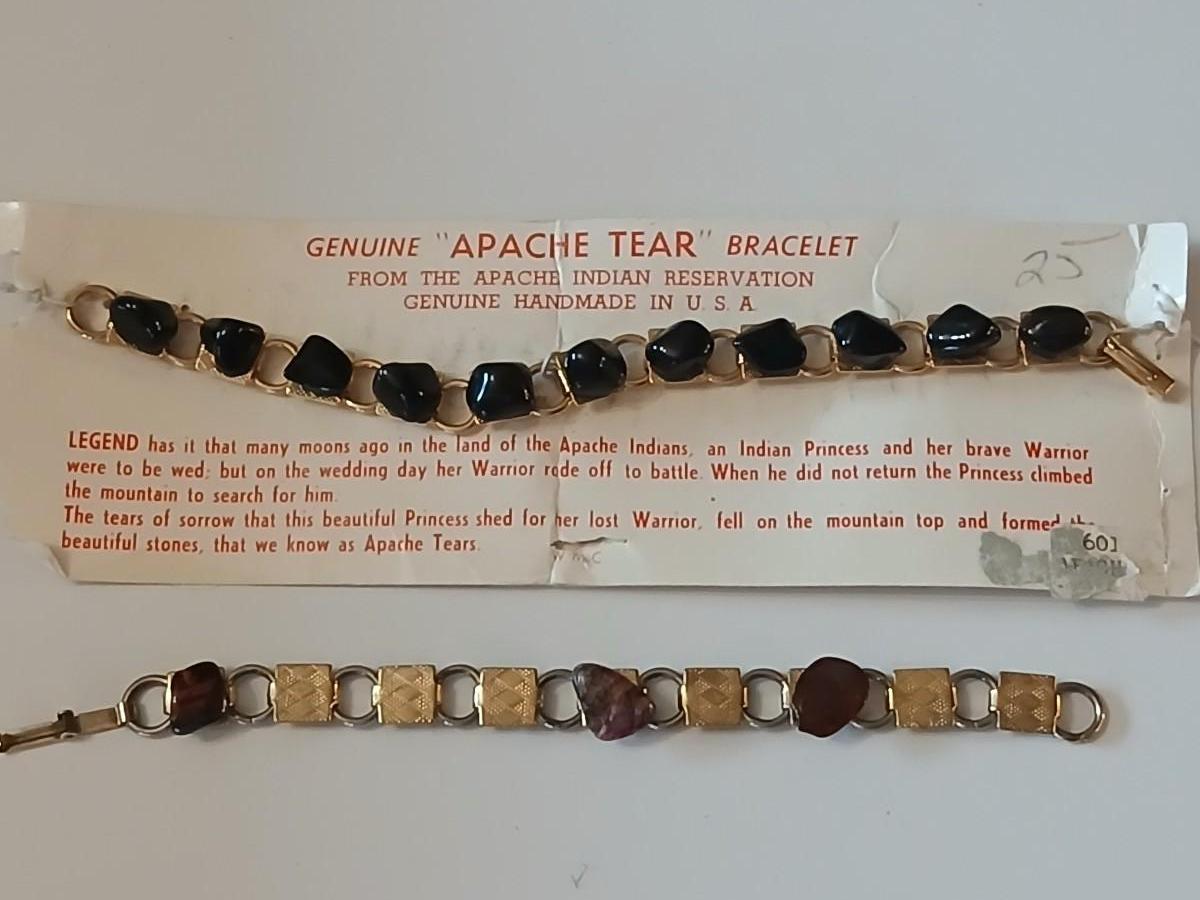 GENUINE "APACHE TEAR" BRACELET
FROM THE APACHE INDIAN RESERVATION
GENUINE HANDMADE IN U. S. A.
25
LEGEND has it that many moons ago in the land of the Apache Indians, an Indian Princess and her brave Warrior
were to be wed; but on the wedding day her Warrior rode off to battle. When he did not return the Princess climbed
the mountain to search for him.
The tears of sorrow that this beautiful Princess shed for her lost Warrior, fell on the mountain top and formed
beautiful stones, that we know as Apache Tears.
601